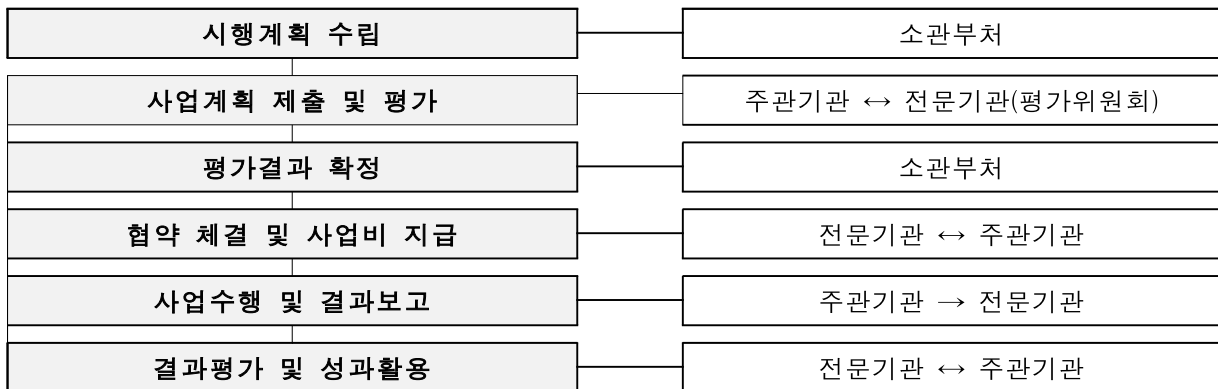 시행계획 수립
소관부처
사업계획 제출 및 평가
주관기관 ↔ 전문기관(평가위원회)
평가결과 확정
소관부처
협약 체결 및 사업비 지급
전문기관 ↔ 주관기관
사업수행 및 결과보고
주관기관 → 전문기관
결과평가 및 성과활용
전문기관 ↔ 주관기관